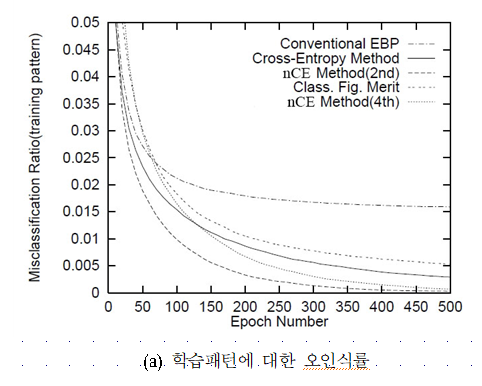 0.05
0.045
0.04
0.035
0.03
0.025
0.02
0.015
0.01
0.005
0
Misclassification Ratio(training pattern)
Conventional EBP
Cross-Entropy Method
nCE Method(2nd)
Class. Fig. Merit
nCE Method(4th)
0 50 100 150 200 250 300 350 400 450 500
Epoch Number
(a) 학습패턴에 대한 오인식률